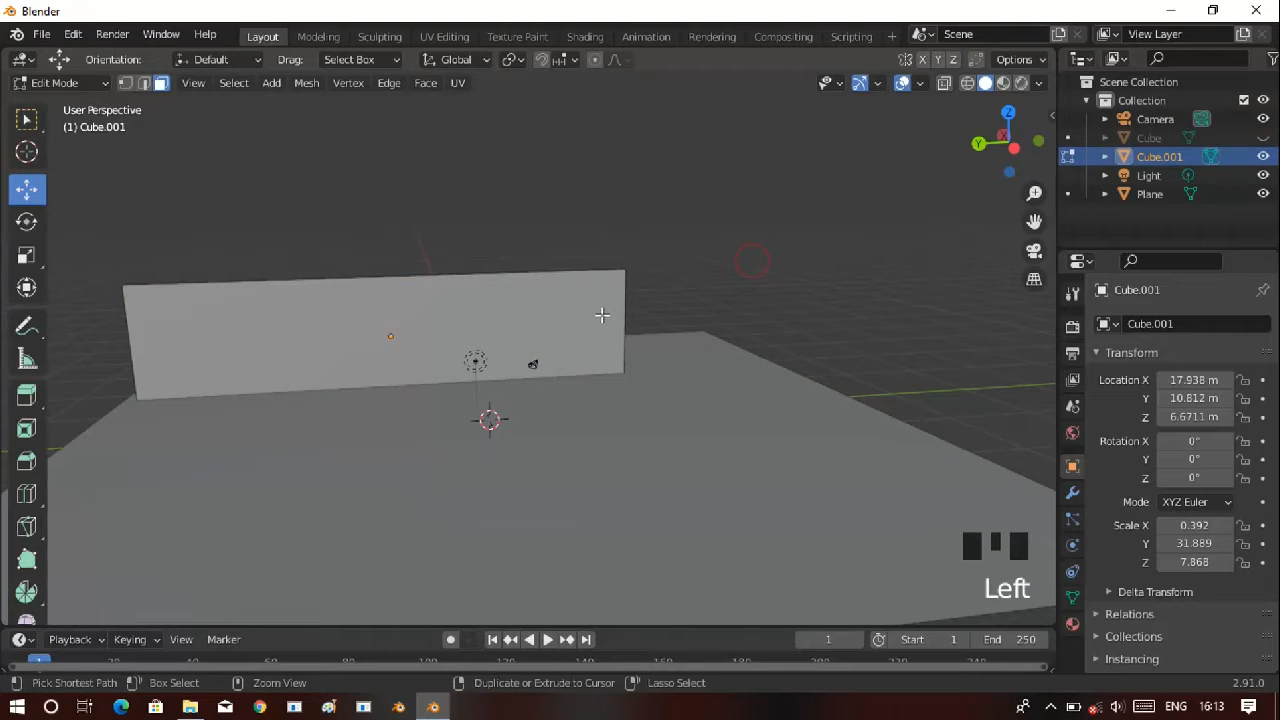 Blender
File Edit Render Window Help Layout Modeling Sculpting UV Editing Texture Paint Shading Animation Rendering Compositing Scripting + Scene View Layer
Orientation: Default Drag: Select Box Global X Y Z Options
Edit Mode View Select Add Mesh Vertex Edge Face UV
User Perspective
(1) Cube.001
Z
Y
X
Scene Collection
Collection
Camera
Cube
Cube.001
Light
Plane
Cube.001
Cube.001
Transform
Location X 17.938 m
Y 10.812 m
Z 6.6711 m
Rotation X 0°
Y 0°
Z 0°
Mode XYZ Euler
Scale X 0.392
Y 31.889
Z 7.868
Delta Transform
Relations
Collections
Instancing
Left
Playback Keying View Marker 1 Start 1 End 250
1
Pick Shortest Path Box Select Zoom View Duplicate or Extrude to Cursor Lasso Select 2.91.0
ENG 16:13